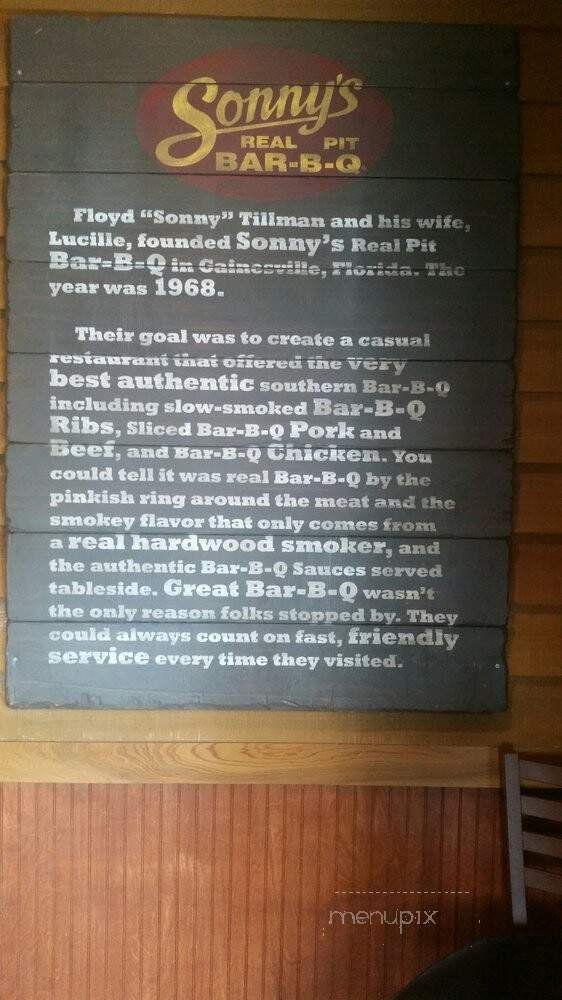 Sonny's
REAL PIT
BAR-B-Q
Floyd “Sonny” Tillman and his wife,
Lucille, founded Sonny's Real Pit
Bar-B-Q in Gainesville, Florida. The
year was 1968.
Their goal was to create a casual
restaurant that offered the very
best authentic southern Bar-B-Q
including slow-smoked Bar-B-Q
Ribs, Sliced Bar-B-Q Pork and
Beef, and Bar-B-Q Chicken. You
could tell it was real Bar-B-Q by the
pinkish ring around the meat and the
smokey flavor that only comes from
a real hardwood smoker, and
the authentic Bar-B-Q Sauces served
tableside. Great Bar-B-Q wasn't
the only reason folks stopped by. They
could always count on fast, friendly
service every time they visited.
menupix